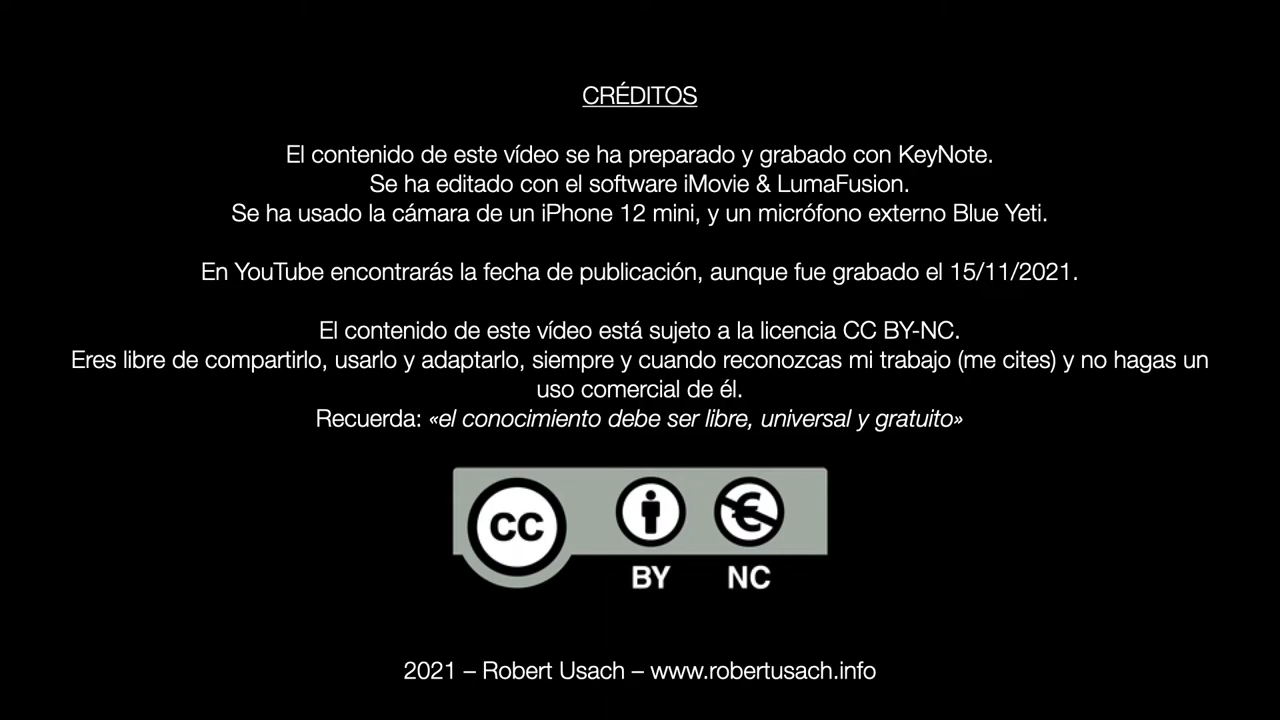 CRÉDITOS
El contenido de este vídeo se ha preparado y grabado con KeyNote.
Se ha editado con el software iMovie & LumaFusion.
Se ha usado la cámara de un iPhone 12 mini, y un micrófono externo Blue Yeti.
En YouTube encontrarás la fecha de publicación, aunque fue grabado el 15/11/2021.
El contenido de este vídeo está sujeto a la licencia CC BY-NC.
Eres libre de compartirlo, usarlo y adaptarlo, siempre y cuando reconozcas mi trabajo (me cites) y no hagas un
uso comercial de él.
Recuerda: «el conocimiento debe ser libre, universal y gratuito»
CC €
BY NC
2021 – Robert Usach – www.robertusach.info